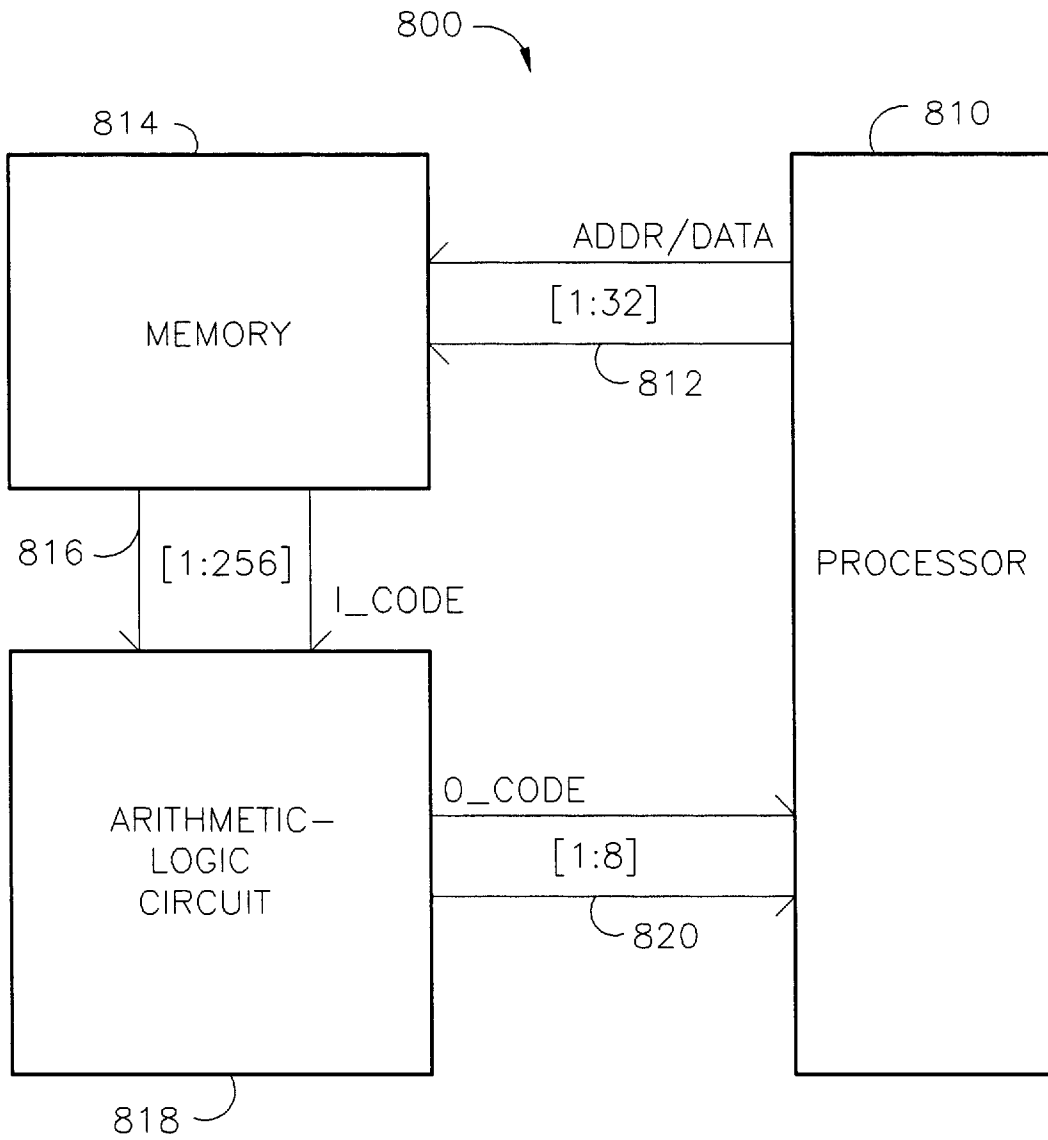 800
814
810
ADDR/DATA
[1:32]
MEMORY
812
816
[1:256]
PROCESSOR
I_CODE
O_CODE
ARITHMETIC-
LOGIC
CIRCUIT
[1:8]
820
818